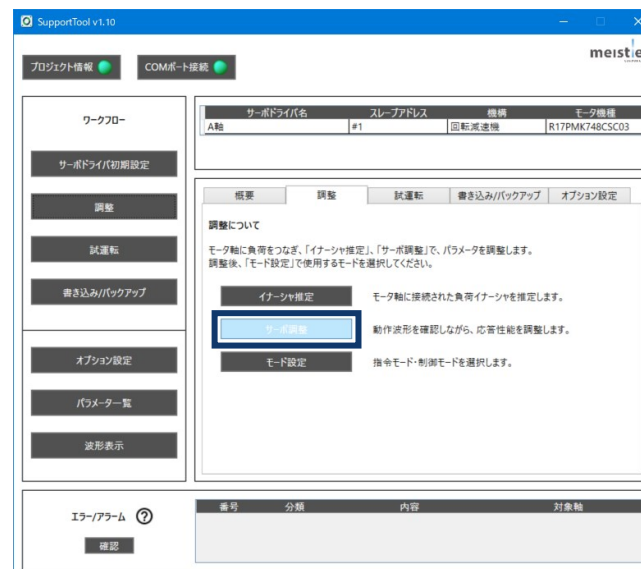 SupportTool v1.10
プロジェクト情報
COMポート接続
meistie
ワークフロー
サーボドライバ初期設定
調整
試運転
書き込み/バックアップ
オプション設定
パラメータ一覧
波形表示
サーボドライバ名 スレーブアドレス 機構 モータ機種
A軸 #1 回転減速機 R17PMK748CSC03
概要 調整 試運転 書き込み/バックアップ オプション設定
調整について
モータ軸に負荷をつなぎ、「イナーシャ推定」、「サーボ調整」で、パラメータを調整します。
調整後、「モード設定」で使用するモードを選択してください。
イナーシャ推定 モータ軸に接続された負荷イナーシャを推定します。
サーボ調整 動作波形を確認しながら、応答性能を調整します。
モード設定 指令モード・制御モードを選択します。
エラー/アラーム ?
確認
番号 分類 内容 対象軸